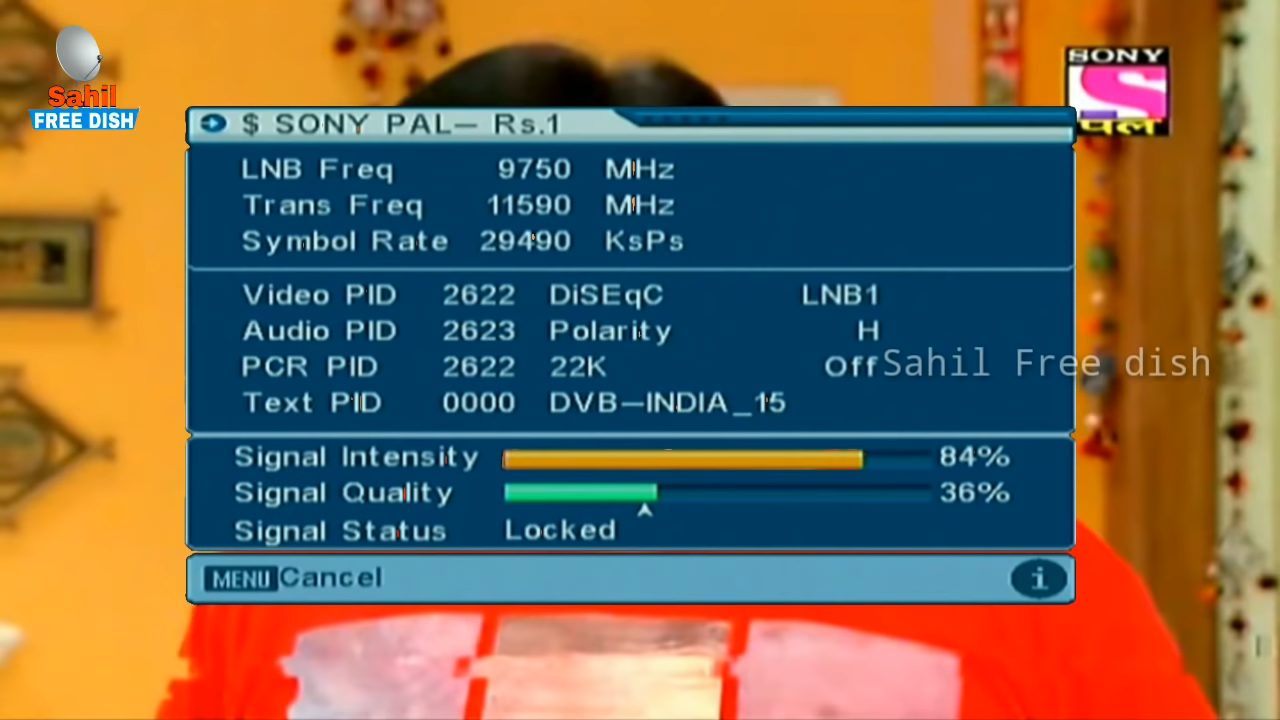 Sahil
FREE DISH
SONY
S
पल
$ SONY PAL— Rs.1
LNB Freq 9750 MHz
Trans Freq 11590 MHz
Symbol Rate 29490 KsPs
Video PID 2622 DiSEqC LNB1
Audio PID 2623 Polarity H
PCR PID 2622 22K Off
Sahil Free dish
Text PID 0000 DVB—INDIA_15
Signal Intensity 84%
Signal Quality 36%
Signal Status Locked
MENU Cancel
i